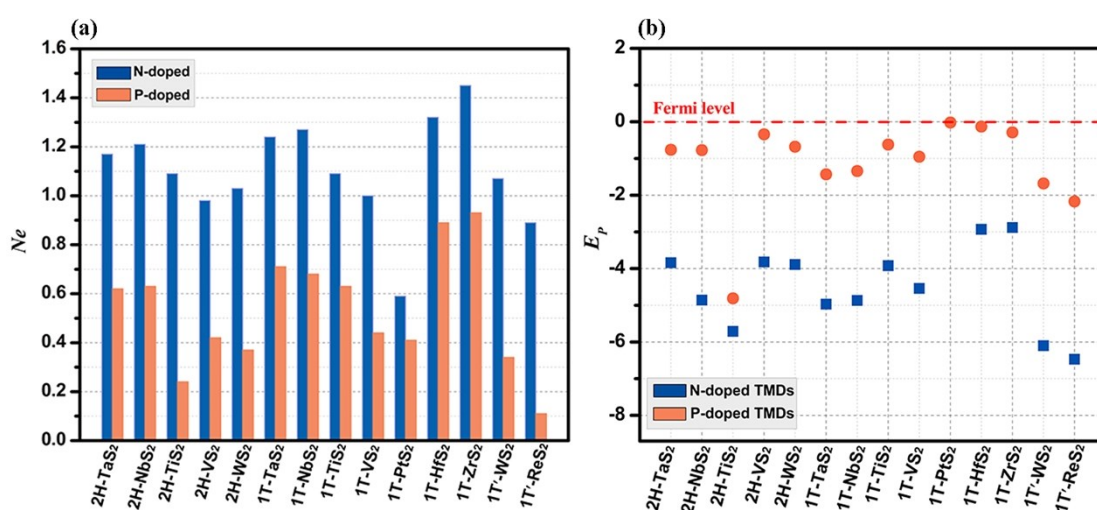 (a)
1.6
1.4
1.2
1.0
0.8
0.6
0.4
0.2
0.0
Ne
N-doped
P-doped
2H-TaS₂
2H-NbS₂
2H-TiS₂
2H-VS₂
2H-WS₂
1T-TaS₂
1T-NbS₂
1T-TiS₂
1T-VS₂
1T-PtS₂
1T-HfS₂
1T-ZrS₂
1T′-WS₂
1T′-ReS₂
(b)
2
0
-2
-4
-6
-8
E_P
Fermi level
N-doped TMDs
P-doped TMDs
2H-TaS₂
2H-NbS₂
2H-TiS₂
2H-VS₂
2H-WS₂
1T-TaS₂
1T-NbS₂
1T-TiS₂
1T-VS₂
1T-PtS₂
1T-HfS₂
1T-ZrS₂
1T′-WS₂
1T′-ReS₂